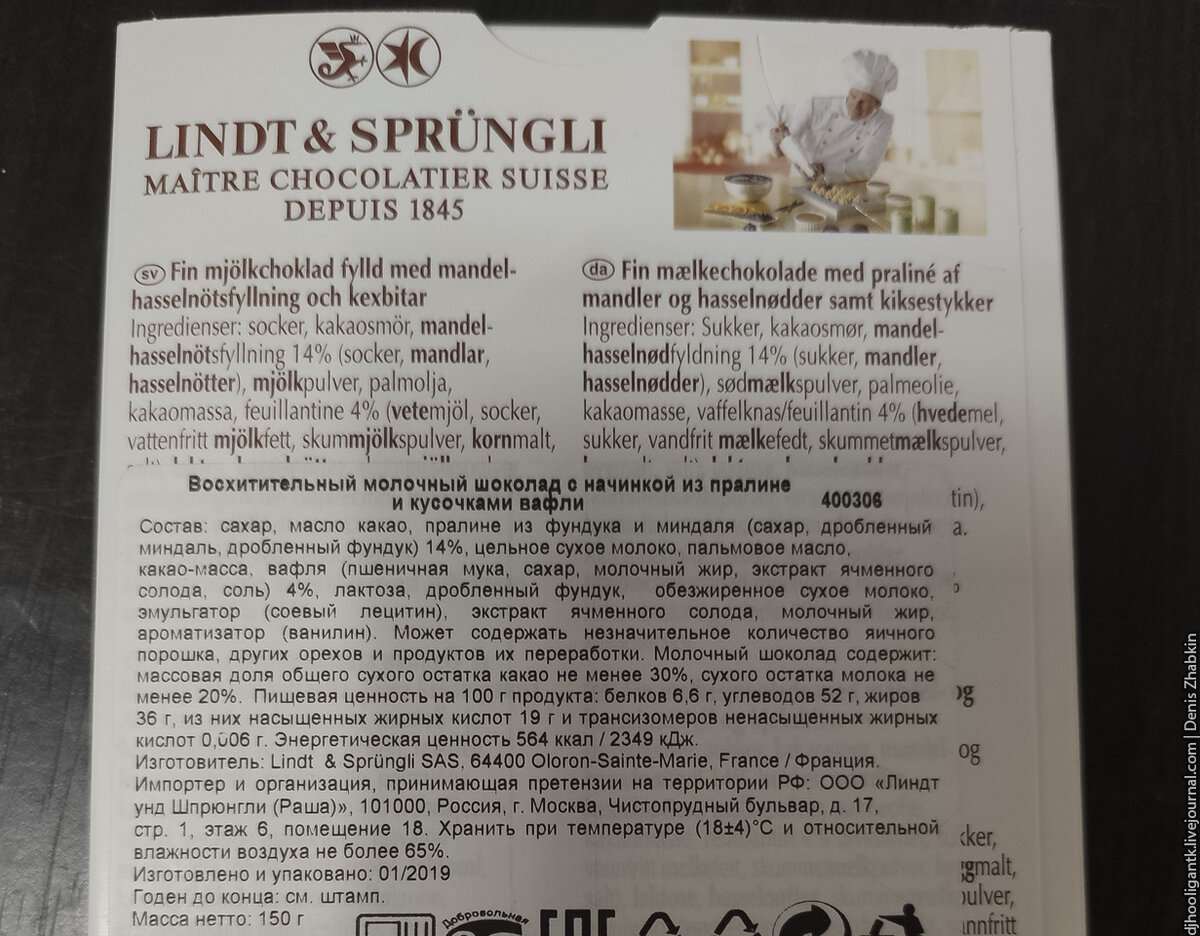 LINDT & SPRÜNGLI
MAÎTRE CHOCOLATIER SUISSE
DEPUIS 1845
sv Fin mjölkchoklad fylld med mandel-
hasselnötsfyllning och kexbitar
Ingredienser: socker, kakaosmör, mandel-
hasselnötsfyllning 14% (socker, mandlar,
hasselnötter), mjölkpulver, palmolja,
kakaomassa, feuillantine 4% (vetemjöl, socker,
vattenfritt mjölkfett, skummjölkspulver, kornmalt,
da Fin mælkechokolade med praliné af
mandler og hasselnødder samt kiksestykker
Ingredienser: Sukker, kakaosmør, mandel-
hasselnødfyldning 14% (sukker, mandler,
hasselnødder), sødmælkspulver, palmeolie,
kakaomasse, vaffelknas/feuillantin 4% (hvedemel,
sukker, vandfrit mælkefedt, skummetmælkspulver,
Восхитительный молочный шоколад с начинкой из пралине
и кусочками вафли 400306
Состав: сахар, масло какао, пралине из фундука и миндаля (сахар, дробленный
миндаль, дробленный фундук) 14%, цельное сухое молоко, пальмовое масло,
какао-масса, вафля (пшеничная мука, сахар, молочный жир, экстракт ячменного
солода, соль) 4%, лактоза, дробленный фундук, обезжиренное сухое молоко,
эмульгатор (соевый лецитин), экстракт ячменного солода, молочный жир,
ароматизатор (ванилин). Может содержать незначительное количество яичного
порошка, других орехов и продуктов их переработки. Молочный шоколад содержит:
массовая доля общего сухого остатка какао не менее 30%, сухого остатка молока не
менее 20%. Пищевая ценность на 100 г продукта: белков 6,6 г, углеводов 52 г, жиров
36 г, из них насыщенных жирных кислот 19 г и трансизомеров ненасыщенных жирных
кислот 0,006 г. Энергетическая ценность 564 ккал / 2349 кДж.
Изготовитель: Lindt & Sprüngli SAS, 64400 Oloron-Sainte-Marie, France / Франция.
Импортер и организация, принимающая претензии на территории РФ: ООО «Линдт
унд Шпрюнгли (Раша)», 101000, Россия, г. Москва, Чистопрудный бульвар, д. 17,
стр. 1, этаж 6, помещение 18. Хранить при температуре (18±4)°С и относительной
влажности воздуха не более 65%.
Изготовлено и упаковано: 01/2019
Годен до конца: см. штамп.
Масса нетто: 150 г
Добровольная
tin),
a.
og
kker,
gmalt,
pulver,
annfritt
dihooligantk.livejournal.com | Denis Zhabkin